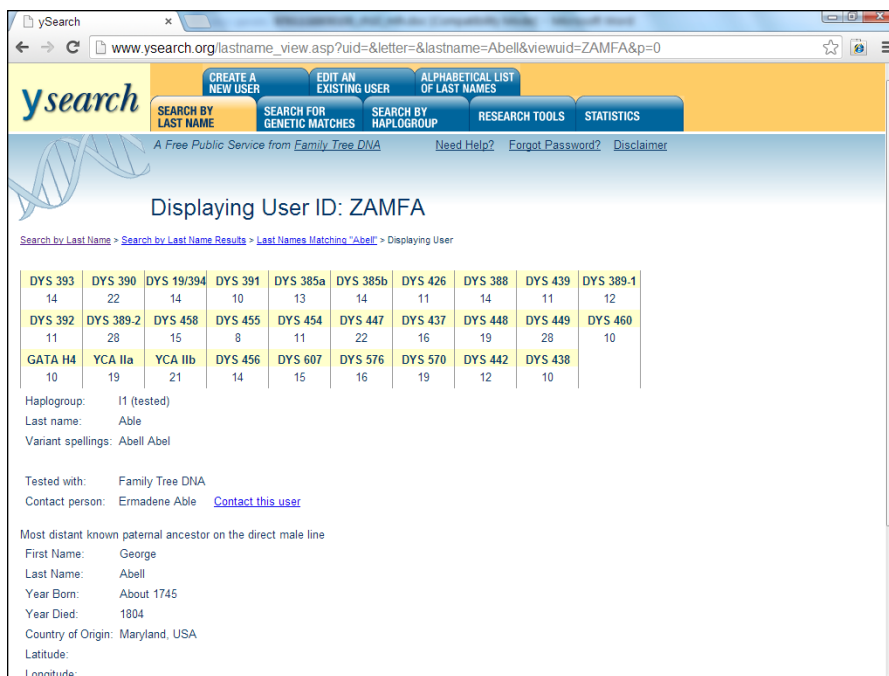 ySearch
www.ysearch.org/lastname_view.asp?uid=&letter=&lastname=Abell&viewuid=ZAMFA&p=0
ysearch
CREATE A NEW USER
EDIT AN EXISTING USER
ALPHABETICAL LIST OF LAST NAMES
SEARCH BY LAST NAME
SEARCH FOR GENETIC MATCHES
SEARCH BY HAPLOGROUP
RESEARCH TOOLS
STATISTICS
A Free Public Service from Family Tree DNA Need Help? Forgot Password? Disclaimer
Displaying User ID: ZAMFA
Search by Last Name > Search by Last Name Results > Last Names Matching "Abell" > Displaying User
DYS 393 DYS 390 DYS 19/394 DYS 391 DYS 385a DYS 385b DYS 426 DYS 388 DYS 439 DYS 389-1
14 22 14 10 13 14 11 14 11 12
DYS 392 DYS 389-2 DYS 458 DYS 455 DYS 454 DYS 447 DYS 437 DYS 448 DYS 449 DYS 460
11 28 15 8 11 22 16 19 28 10
GATA H4 YCA IIa YCA IIb DYS 456 DYS 607 DYS 576 DYS 570 DYS 442 DYS 438
10 19 21 14 15 16 19 12 10
Haplogroup: I1 (tested)
Last name: Able
Variant spellings: Abell Abel
Tested with: Family Tree DNA
Contact person: Ermadene Able Contact this user
Most distant known paternal ancestor on the direct male line
First Name: George
Last Name: Abell
Year Born: About 1745
Year Died: 1804
Country of Origin: Maryland, USA
Latitude:
Longitude: